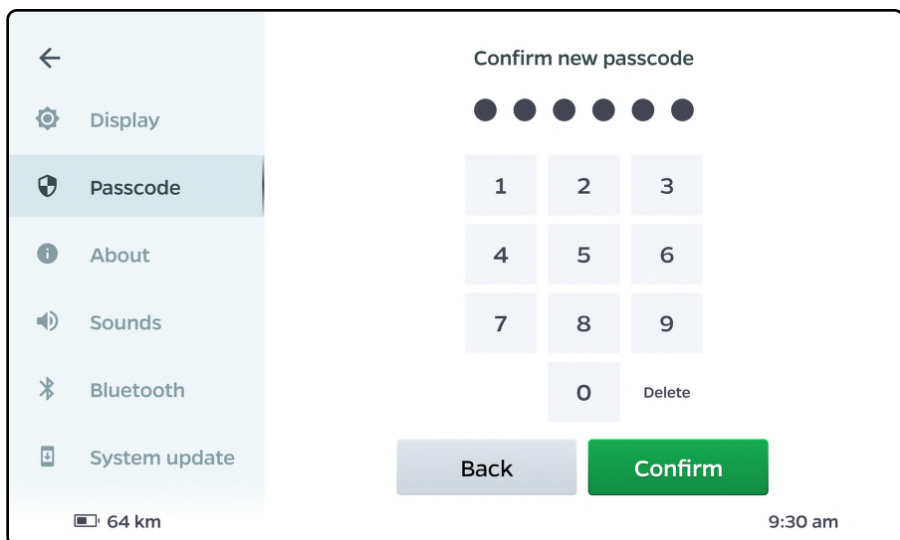 Confirm new passcode
Display
Passcode
About
Sounds
Bluetooth
System update
1 2 3
4 5 6
7 8 9
0 Delete
Back Confirm
64 km
9:30 am